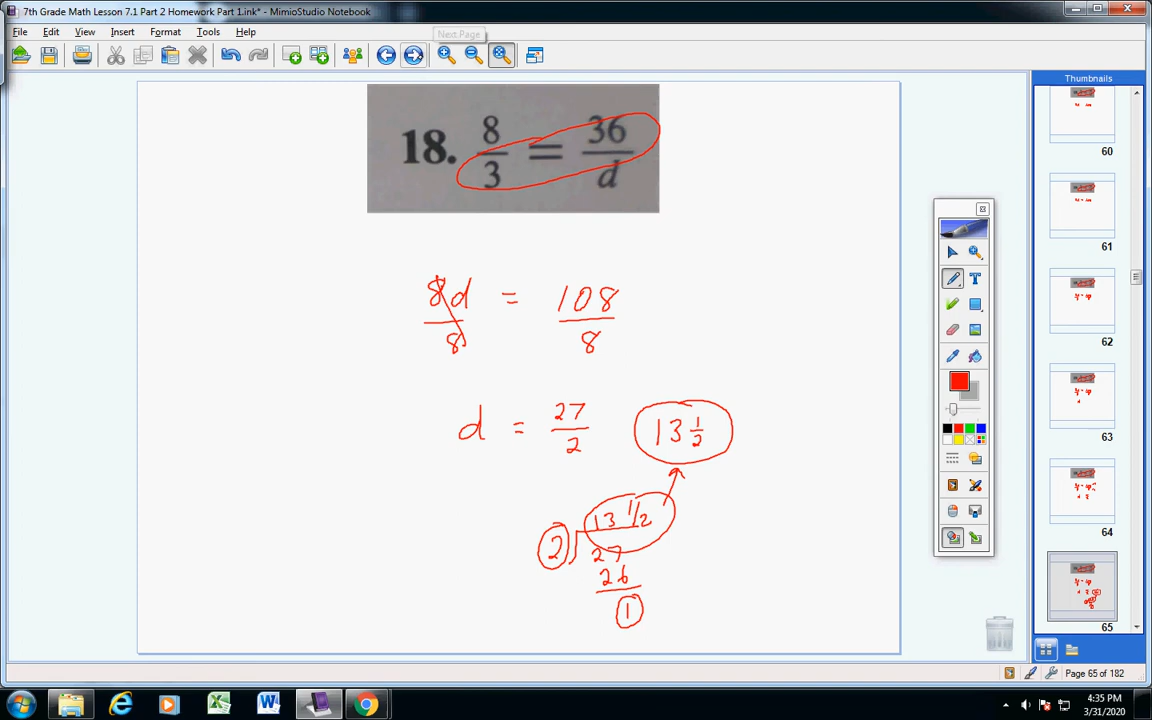 7th Grade Math Lesson 7.1 Part 2 Homework Part 1.ink* - MimioStudio Notebook
File Edit View Insert Format Tools Help
Next Page
Thumbnails
18. 8/3 = 36/d
8d/8 = 108/8
d = 27/2 13 1/2
13 1/2
2 27
26
1
60
61
62
63
64
65
Page 65 of 182
4:35 PM
3/31/2020